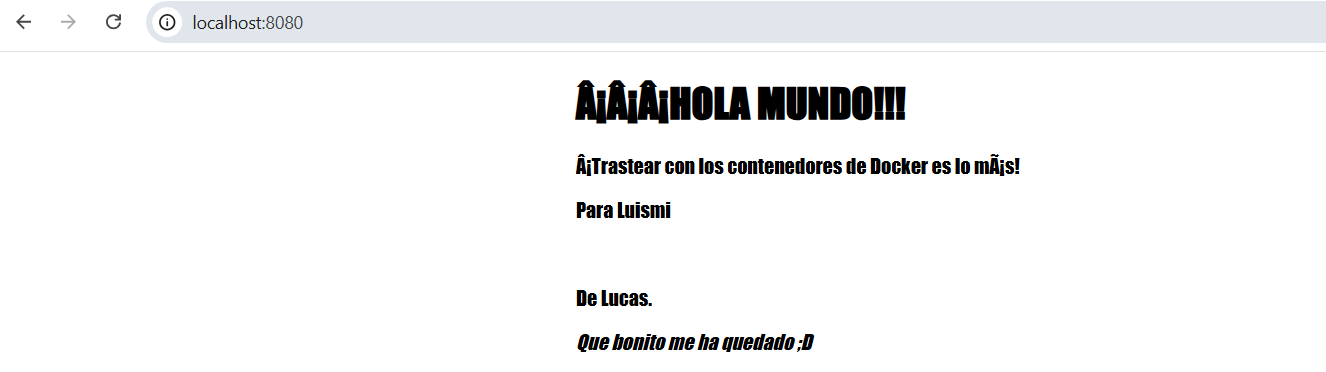 localhost:8080
Â¡Â¡Â¡HOLA MUNDO!!!
Â¡Trastear con los contenedores de Docker es lo mÃ¡s!
Para Luismi
De Lucas.
Que bonito me ha quedado ;D